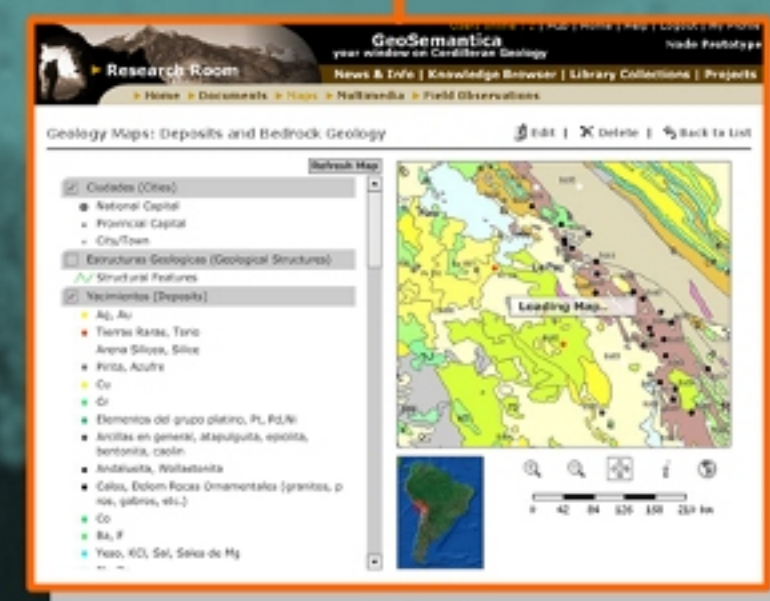 GeoSemantica
your window on Cordilleran Geology
Node Prototype
Research Room
News & Info | Knowledge Browser | Library Collections | Projects
Home Documents Maps Multimedia Field Observations
Geology Maps: Deposits and Bedrock Geology
Edit | Delete | Back to List
Refresh Map
Ciudades (Cities)
National Capital
Provincial Capital
City/Town
Estructuras Geologicas (Geological Structures)
Structural Features
Yacimientos (Deposits)
Ag, Au
Tierras Raras, Torio
Arena Silicea, Silice
Pirita, Azufre
Cu
Cr
Elementos del grupo platino, Pt, Pd, Ni
Arcillas en general, atapulguita, epiolita,
bentonita, caolin
Andalusita, Wollastonita
Rocas Ornamentales (granitos, p
ros, gabros, etc.)
Co
Ba, F
Yeso, KCl, Sal, Sales de Mg
La Paz
Loading Map...
0 42 84 126 168 210 km